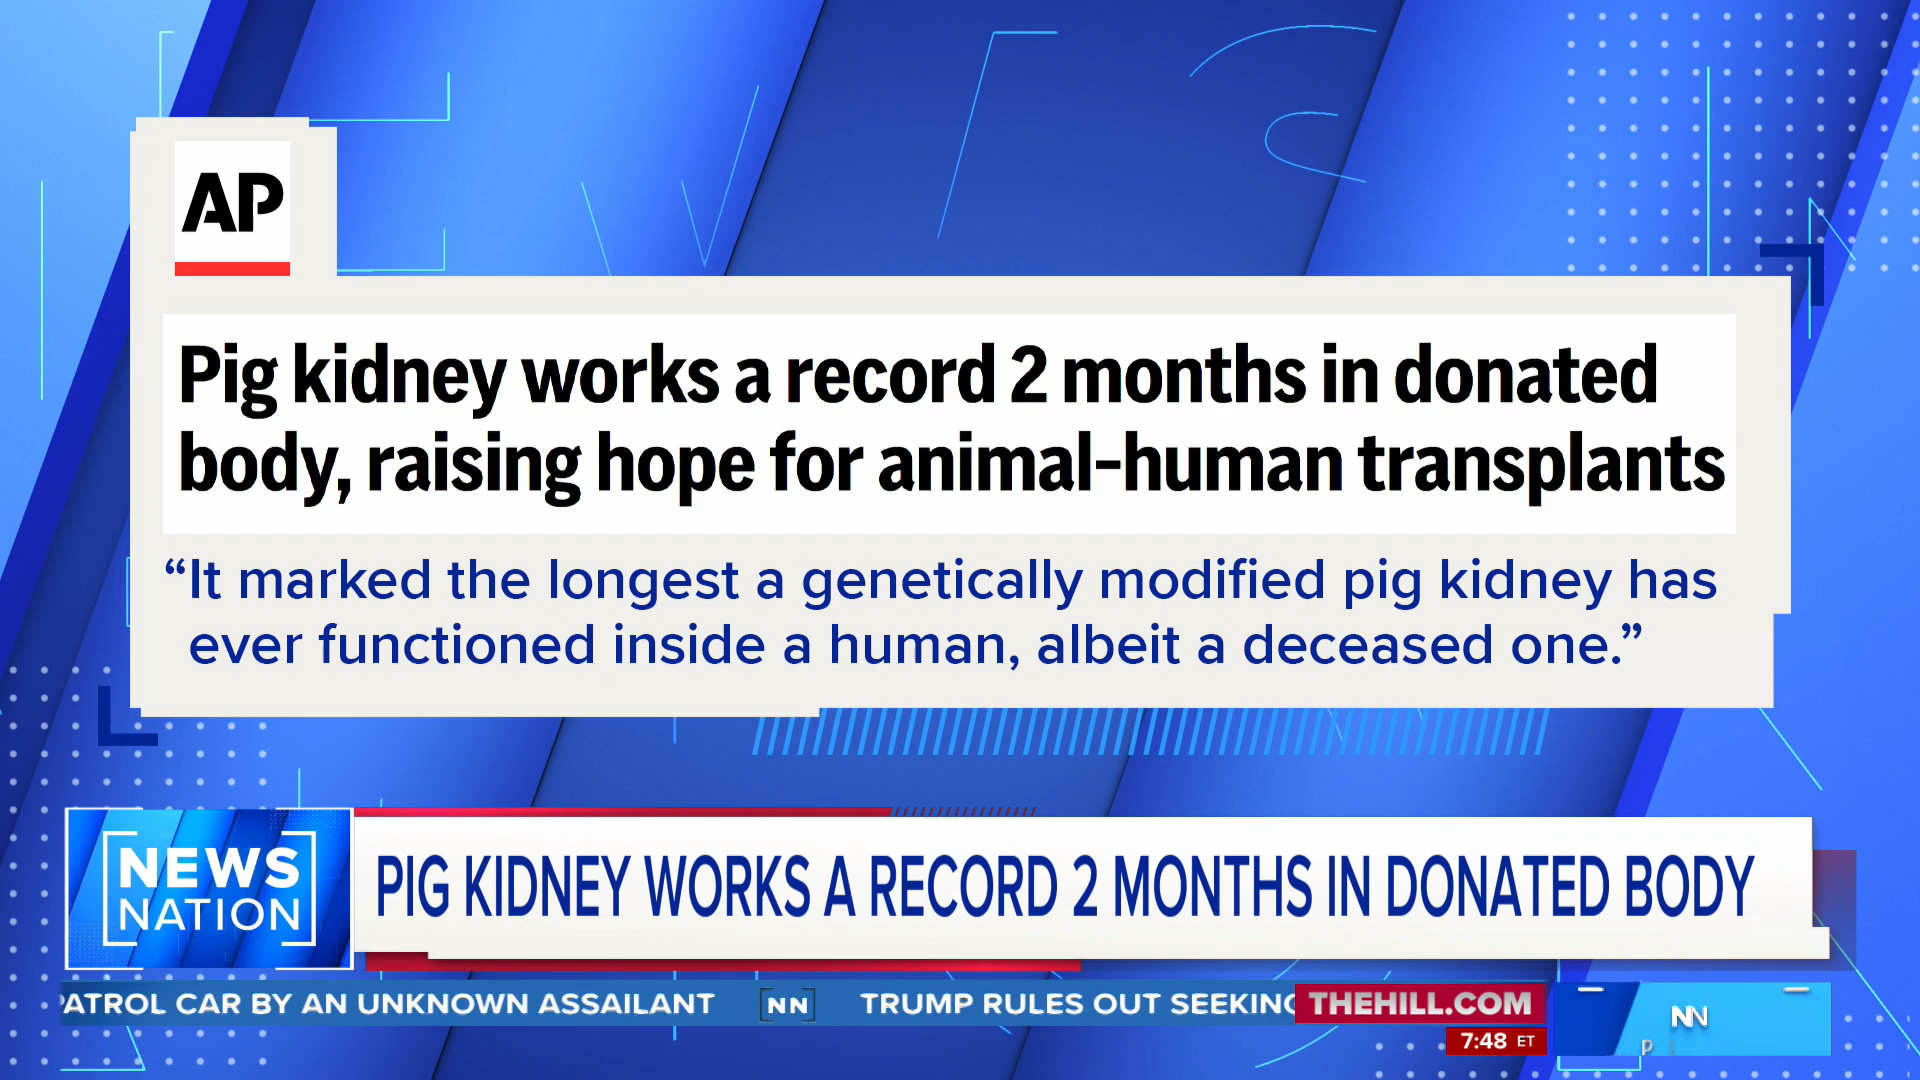 AP
Pig kidney works a record 2 months in donated
body, raising hope for animal-human transplants
“It marked the longest a genetically modified pig kidney has
ever functioned inside a human, albeit a deceased one.”
NEWS
NATION
PIG KIDNEY WORKS A RECORD 2 MONTHS IN DONATED BODY
PATROL CAR BY AN UNKNOWN ASSAILANT NN TRUMP RULES OUT SEEKING THEHILL.COM
NN
7:48 ET